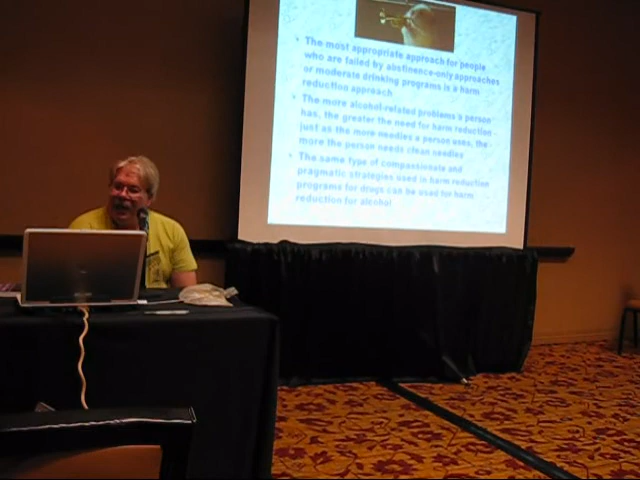 • The most appropriate approach for people
who are failed by abstinence-only approaches
or moderate drinking programs is a harm
reduction approach
• The more alcohol-related problems a person
has, the greater the need for harm reduction -
just as the more needles a person uses, the
more the person needs clean needles
• The same type of compassionate and
pragmatic strategies used in harm reduction
programs for drugs can be used for harm
reduction for alcohol